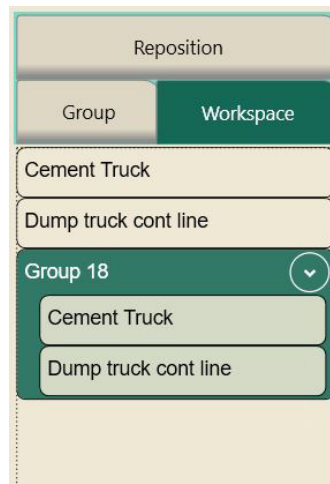 Reposition
Group Workspace
Cement Truck
Dump truck cont line
Group 18
Cement Truck
Dump truck cont line